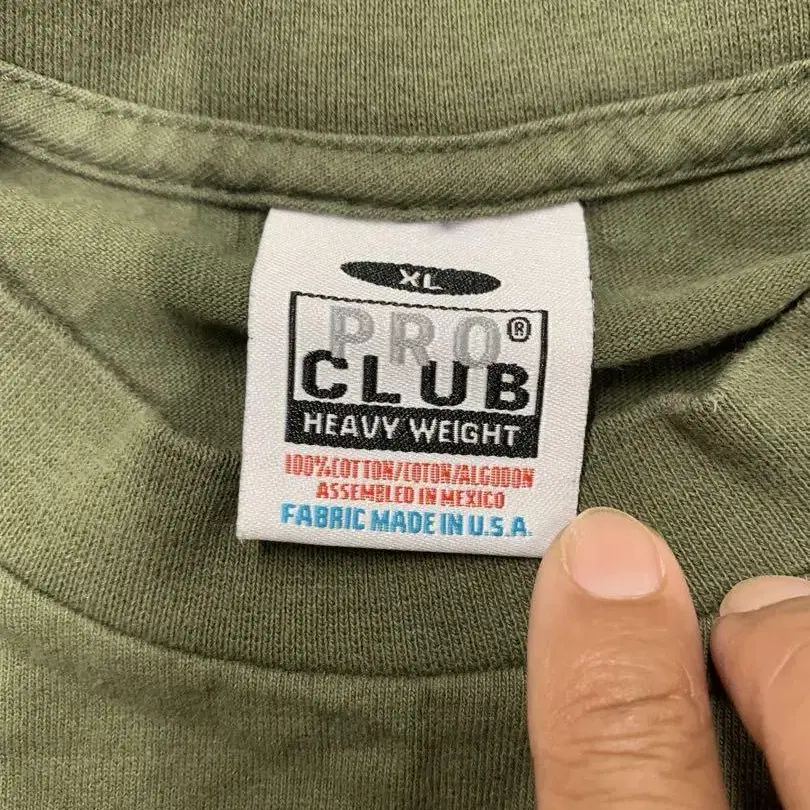 XL
PRO®
CLUB
HEAVY WEIGHT
100%COTTON/COTON/ALGODON
ASSEMBLED IN MEXICO
FABRIC MADE IN U.S.A.